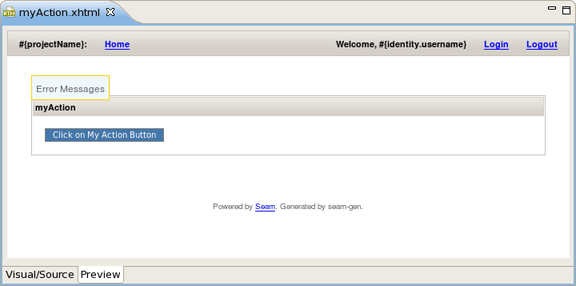 myAction.xhtml
#{projectName}: Home Welcome, #{identity.username} Login Logout
Error Messages
myAction
Click on My Action Button
Powered by Seam. Generated by seam-gen.
Visual/Source Preview